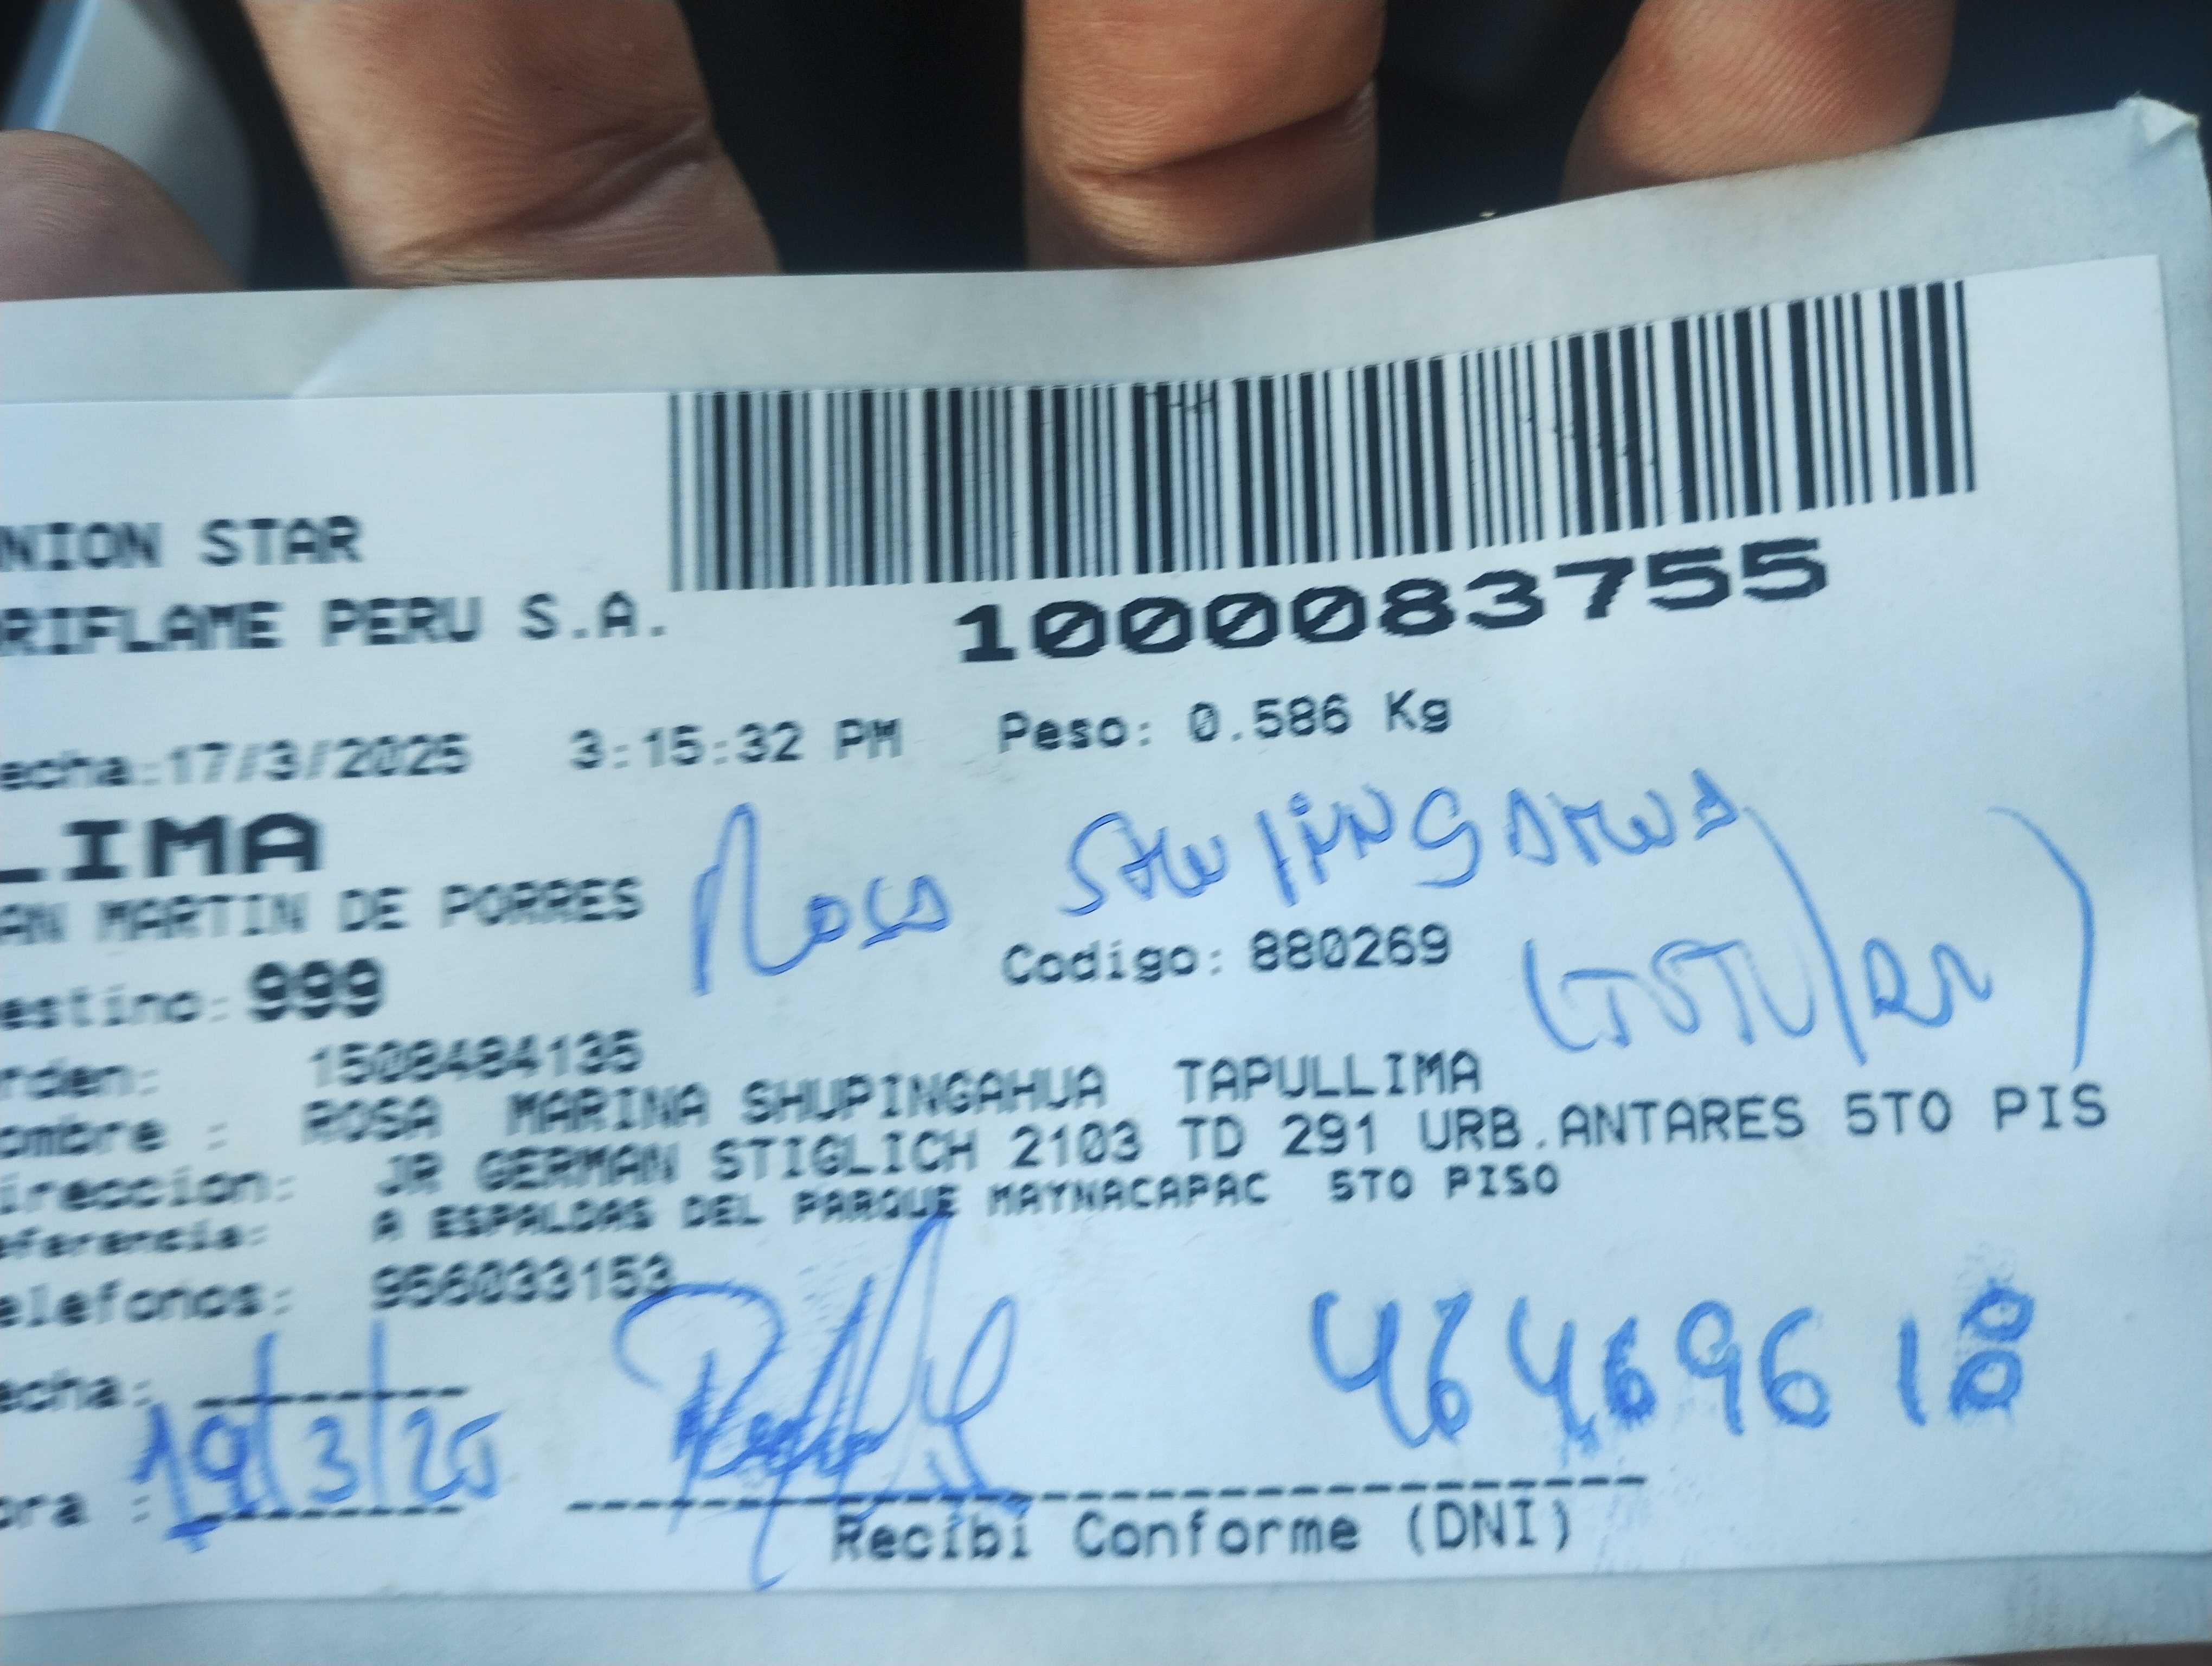 NION STAR
RIFLAME PERU S.A.
1000083755
echa:17/3/2025 3:15:32 PM Peso: 0.586 Kg
LIMA
AN MARTIN DE PORRES
Rosa
estino: 999 Codigo: 880269
rden: 1508484135
ombre : ROSA MARINA SHUPINGAHUA TAPULLIMA
ireccion: JR GERMAN STIGLICH 2103 TD 291 URB.ANTARES 5TO PIS
eferencia: A ESPALDAS DEL PARQUE MAYNACAPAC 5TO PISO
elefonos: 956033153
echa:
19/3/25
46469618
ora :
Recibi Conforme (DNI)